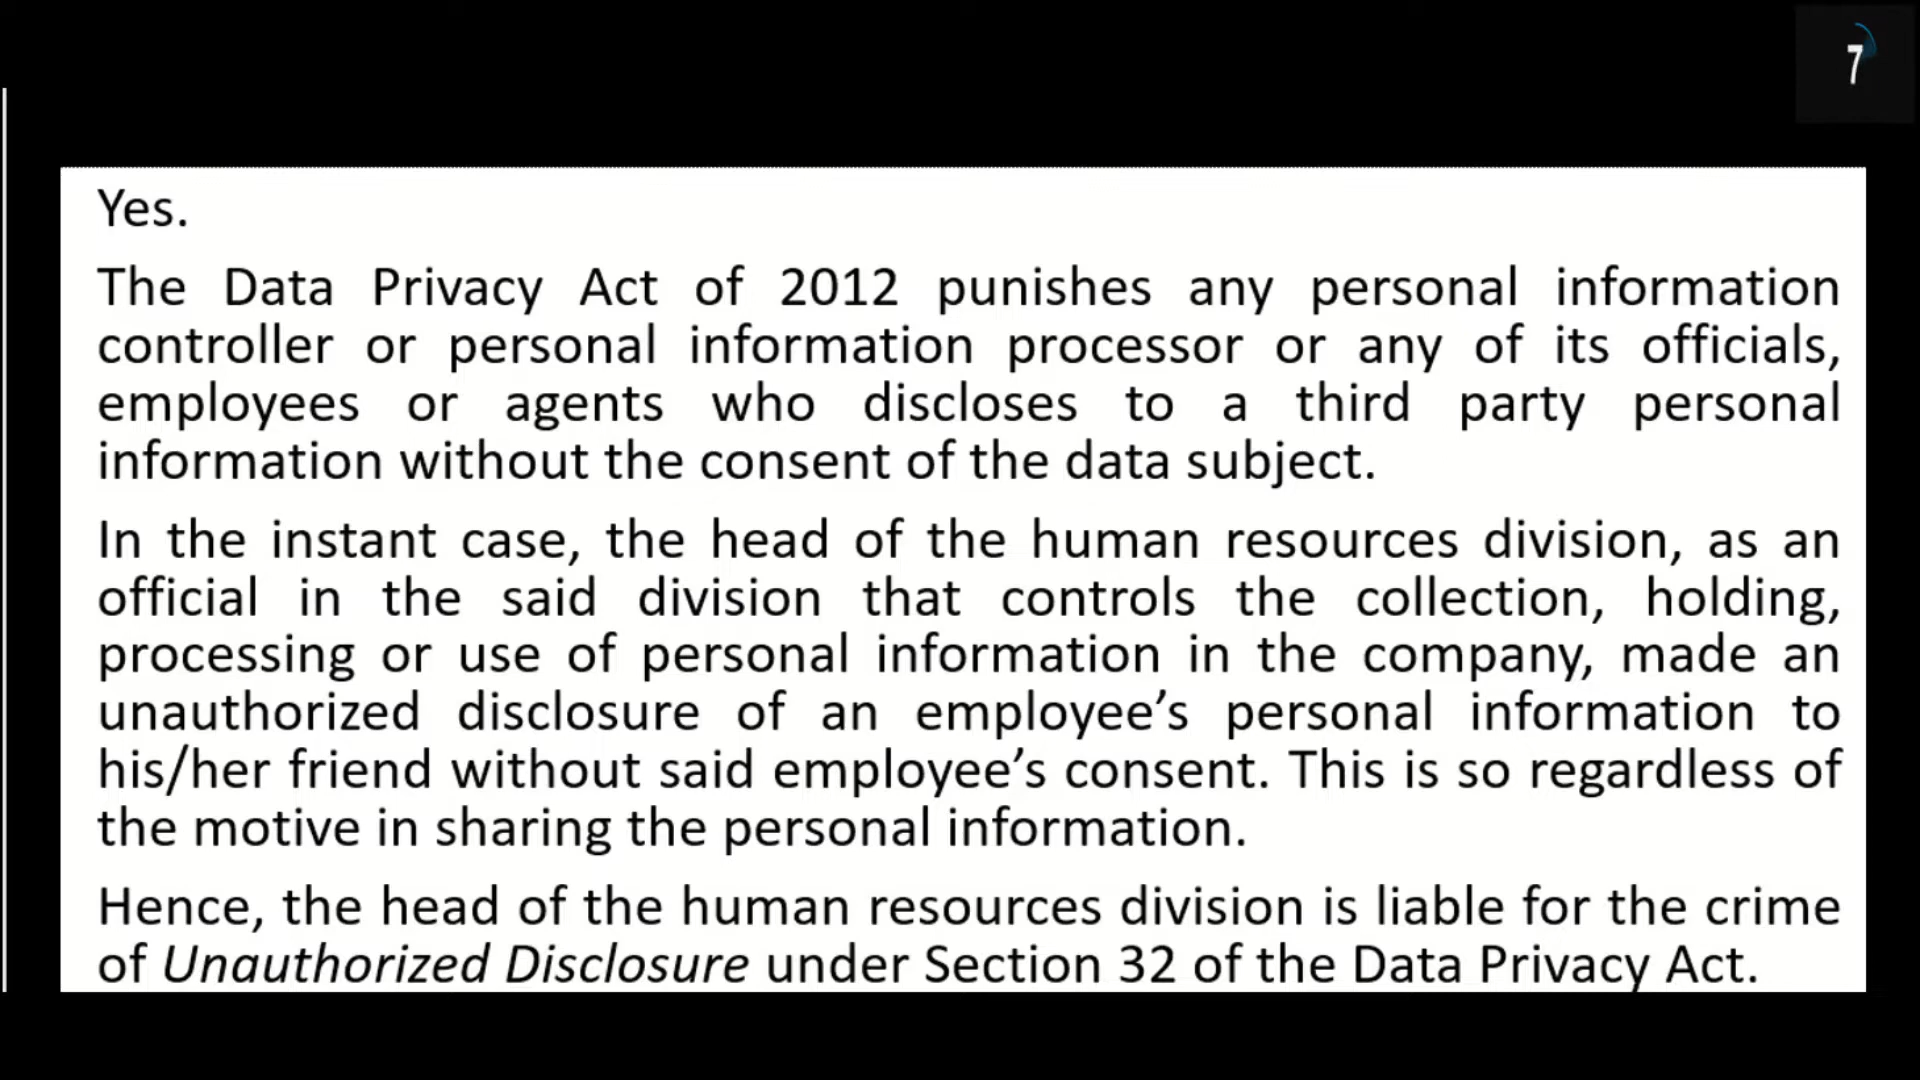 7
Yes.
The Data Privacy Act of 2012 punishes any personal information
controller or personal information processor or any of its officials,
employees or agents who discloses to a third party personal
information without the consent of the data subject.
In the instant case, the head of the human resources division, as an
official in the said division that controls the collection, holding,
processing or use of personal information in the company, made an
unauthorized disclosure of an employee’s personal information to
his/her friend without said employee’s consent. This is so regardless of
the motive in sharing the personal information.
Hence, the head of the human resources division is liable for the crime
of Unauthorized Disclosure under Section 32 of the Data Privacy Act.